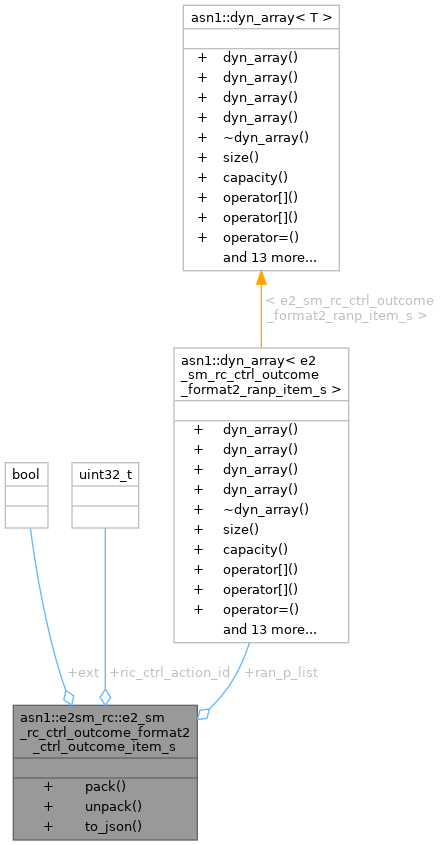 asn1::dyn_array< T >
+ dyn_array()
+ dyn_array()
+ dyn_array()
+ dyn_array()
+ ~dyn_array()
+ size()
+ capacity()
+ operator[]()
+ operator[]()
+ operator=()
and 13 more...
< e2_sm_rc_ctrl_outcome
_format2_ranp_item_s >
asn1::dyn_array< e2
_sm_rc_ctrl_outcome
_format2_ranp_item_s >
+ dyn_array()
+ dyn_array()
+ dyn_array()
+ dyn_array()
+ ~dyn_array()
+ size()
+ capacity()
+ operator[]()
+ operator[]()
+ operator=()
and 13 more...
bool
uint32_t
+ext
+ric_ctrl_action_id
+ran_p_list
asn1::e2sm_rc::e2_sm
_rc_ctrl_outcome_format2
_ctrl_outcome_item_s
+ pack()
+ unpack()
+ to_json()